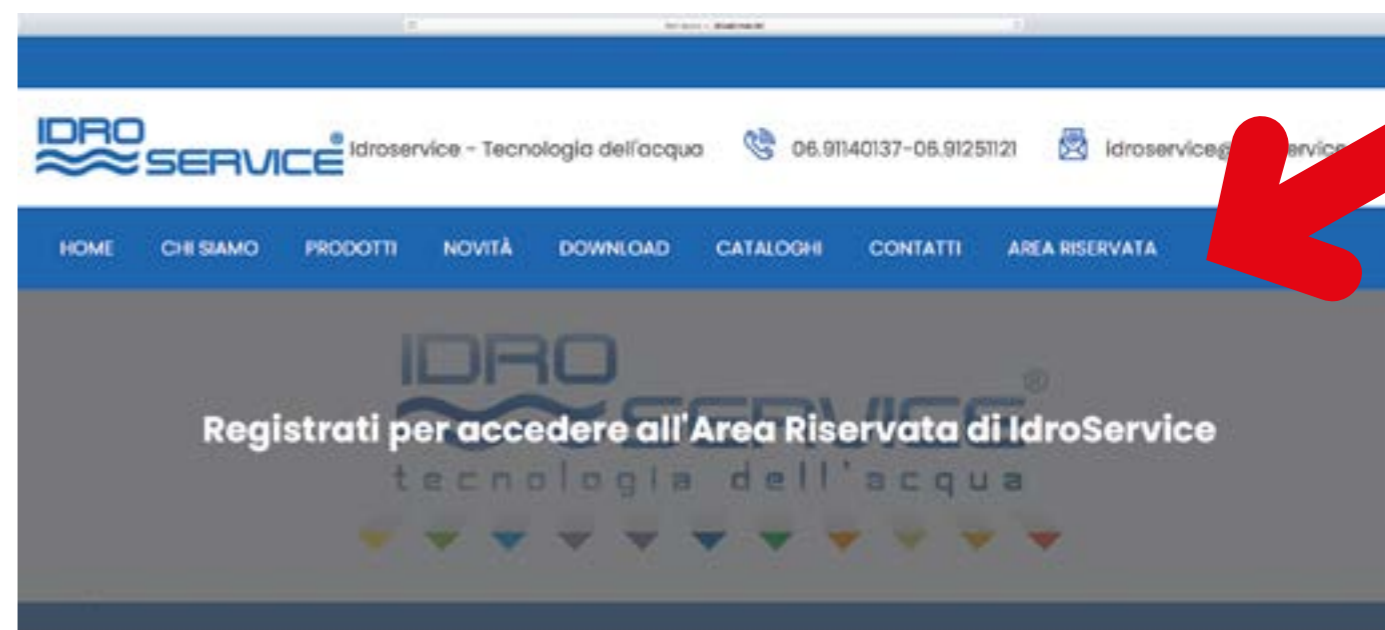 IDRO
SERVICE®
Idroservice - Tecnologia dell'acqua
06.91140137-06.91251121
HOME CHI SIAMO PRODOTTI NOVITÀ DOWNLOAD CATALOGHI CONTATTI AREA RISERVATA
IDRO
SERVICE®
Registrati per accedere all'Area Riservata di IdroService
tecnologia dell'acqua